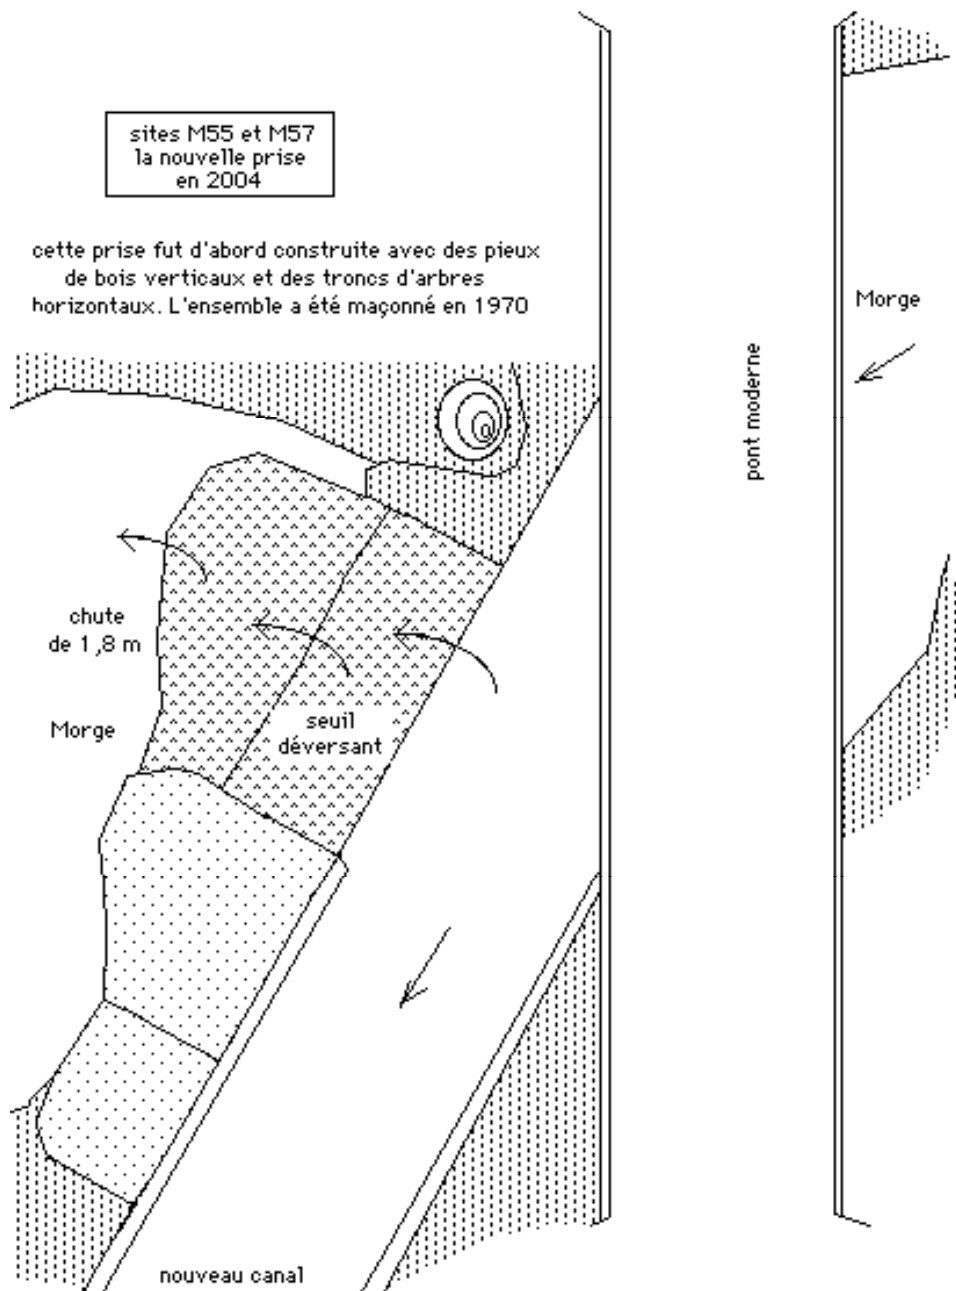 sites M55 et M57
la nouvelle prise
en 2004
cette prise fut d'abord construite avec des pieux
de bois verticaux et des troncs d'arbres
horizontaux. L'ensemble a été maçonné en 1970
Morge
pont moderne
chute
de 1,8 m
Morge
seuil
déversant
nouveau canal